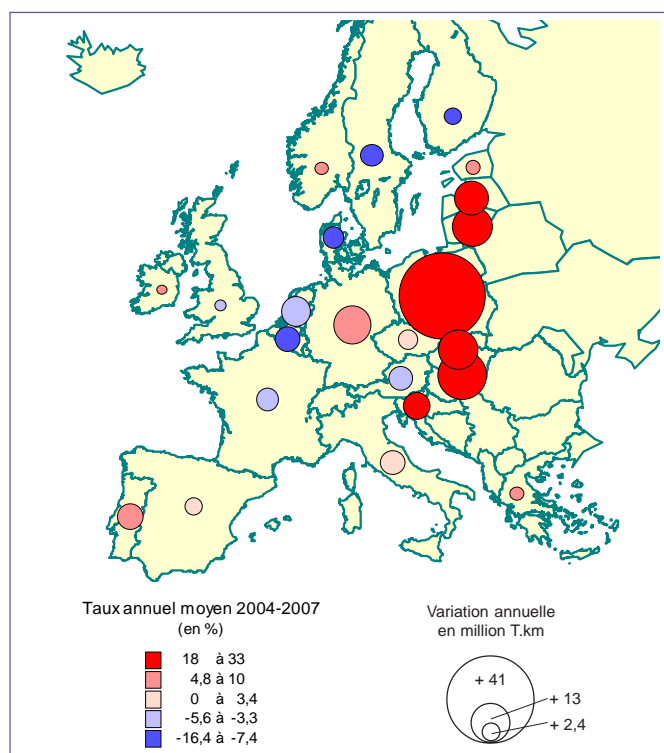 Taux annuel moyen 2004-2007
(en %)
18 à 33
4,8 à 10
0 à 3,4
-5,6 à -3,3
-16,4 à -7,4
Variation annuelle
en million T.km
+ 41
+ 13
+ 2,4